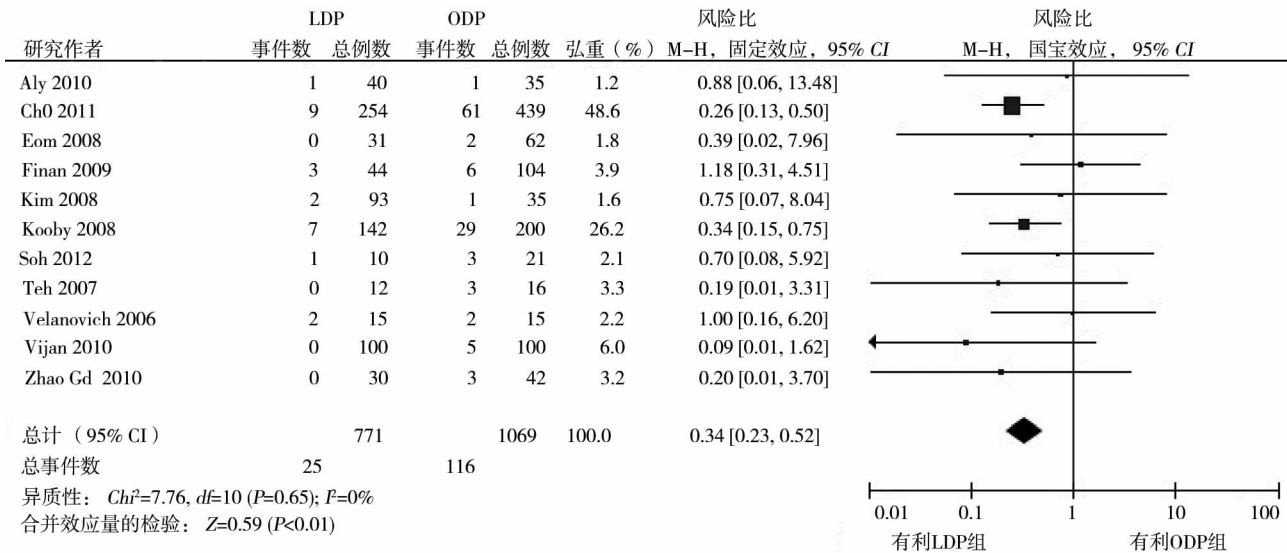 LDP ODP 风险比 风险比
研究作者 事件数 总例数 事件数 总例数 弘重（%） M-H， 固定效应， 95% CI M-H， 国宝效应， 95% CI
Aly 2010 1 40 1 35 1.2 0.88 [0.06, 13.48]
Ch0 2011 9 254 61 439 48.6 0.26 [0.13, 0.50]
Eom 2008 0 31 2 62 1.8 0.39 [0.02, 7.96]
Finan 2009 3 44 6 104 3.9 1.18 [0.31, 4.51]
Kim 2008 2 93 1 35 1.6 0.75 [0.07, 8.04]
Kooby 2008 7 142 29 200 26.2 0.34 [0.15, 0.75]
Soh 2012 1 10 3 21 2.1 0.70 [0.08, 5.92]
Teh 2007 0 12 3 16 3.3 0.19 [0.01, 3.31]
Velanovich 2006 2 15 2 15 2.2 1.00 [0.16, 6.20]
Vijan 2010 0 100 5 100 6.0 0.09 [0.01, 1.62]
Zhao Gd 2010 0 30 3 42 3.2 0.20 [0.01, 3.70]
总计 （95% CI） 771 1069 100.0 0.34 [0.23, 0.52]
总事件数 25 116
异质性： Chi²=7.76, df=10 (P=0.65); I²=0%
合并效应量的检验： Z=0.59 (P<0.01)
0.01 0.1 1 10 100
有利LDP组 有利ODP组